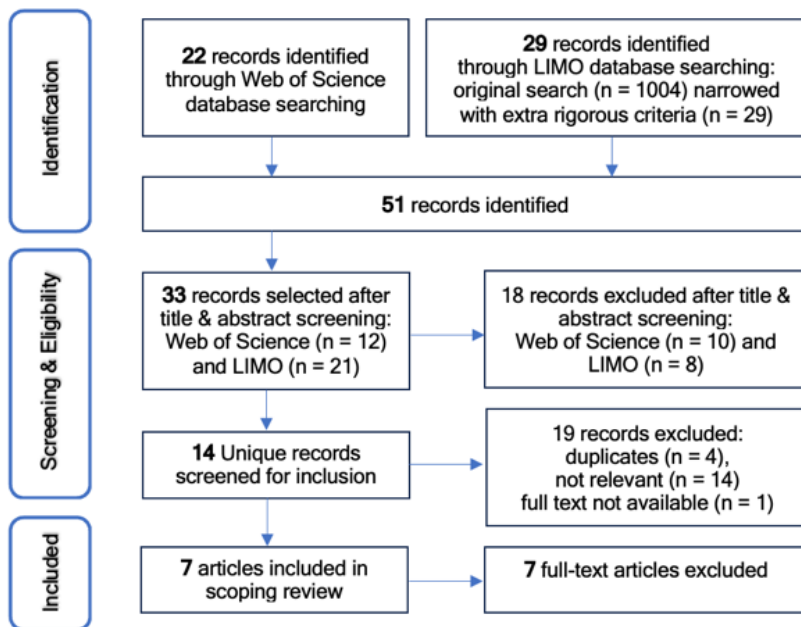 Identification
22 records identified
through Web of Science
database searching
29 records identified
through LIMO database searching:
original search (n = 1004) narrowed
with extra rigorous criteria (n = 29)
51 records identified
Screening & Eligibility
33 records selected after
title & abstract screening:
Web of Science (n = 12)
and LIMO (n = 21)
18 records excluded after title &
abstract screening:
Web of Science (n = 10) and
LIMO (n = 8)
14 Unique records
screened for inclusion
19 records excluded:
duplicates (n = 4),
not relevant (n = 14)
full text not available (n = 1)
Included
7 articles included in
scoping review
7 full-text articles excluded